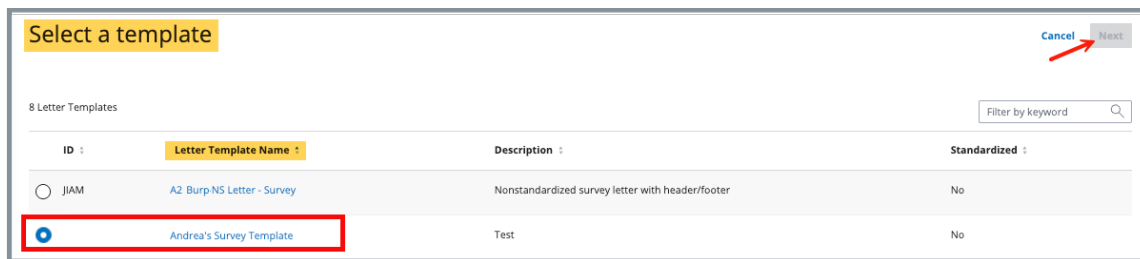 Select a template
Cancel Next
8 Letter Templates
Filter by keyword
ID Letter Template Name Description Standardized
JIAM A2 Burp-NS Letter - Survey Nonstandardized survey letter with header/footer No
Andrea's Survey Template Test No